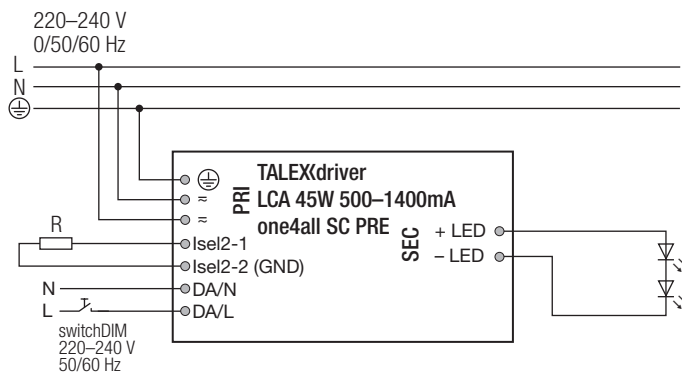 220–240 V
0/50/60 Hz
L
N
TALEXXdriver
LCA 45W 500–1400mA
one4all SC PRE
PRI
≂
≂
SEC
+ LED
– LED
R
Isel2-1
Isel2-2 (GND)
N
DA/N
L
DA/L
switchDIM
220–240 V
50/60 Hz